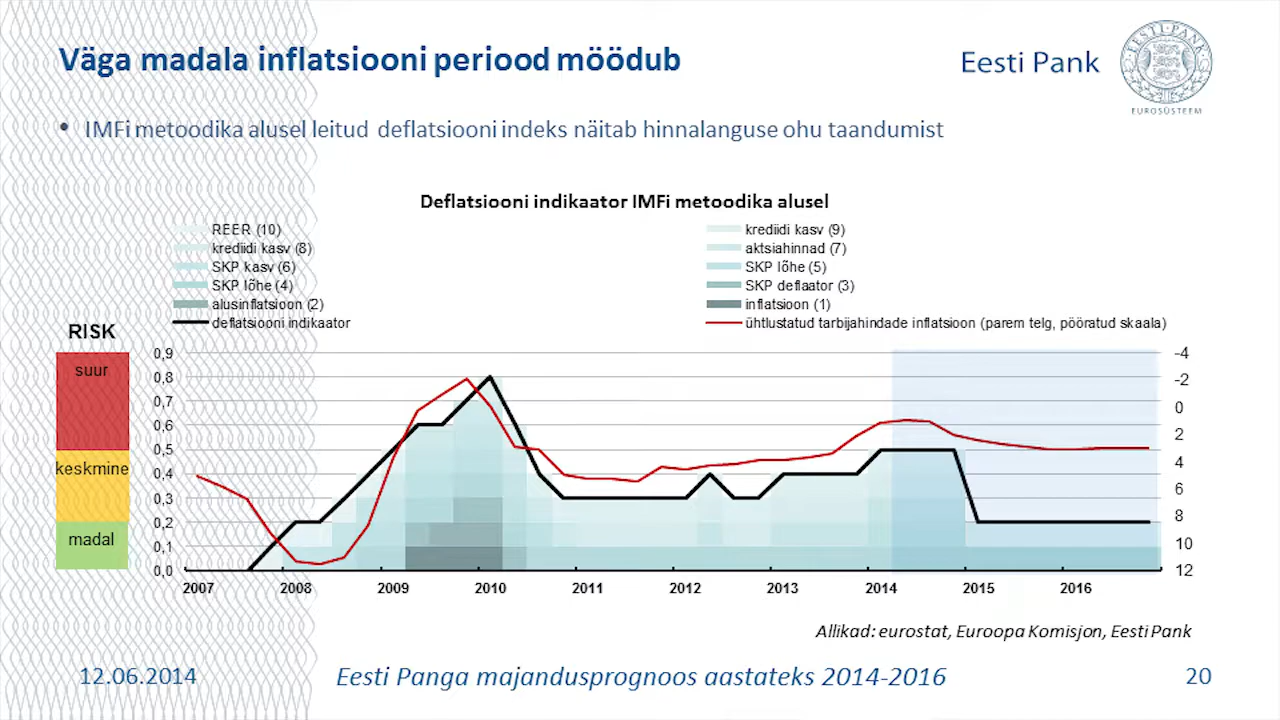 Väga madala inflatsiooni periood möödub
Eesti Pank
EESTI PANK
EUROSÜSTEEM
• IMFi metoodika alusel leitud deflatsiooni indeks näitab hinnalanguse ohu taandumist
Deflatsiooni indikaator IMFi metoodika alusel
REER (10)
krediidi kasv (9)
krediidi kasv (8)
aktsiahinnad (7)
SKP kasv (6)
SKP lõhe (5)
SKP lõhe (4)
SKP deflaator (3)
alusinflatsioon (2)
inflatsioon (1)
deflatsiooni indikaator
ühtlustatud tarbijahindade inflatsioon (parem telg, pööratud skaala)
RISK
suur
keskmine
madal
0,9
0,8
0,7
0,6
0,5
0,4
0,3
0,2
0,1
0,0
-4
-2
0
2
4
6
8
10
12
2007 2008 2009 2010 2011 2012 2013 2014 2015 2016
Allikad: eurostat, Euroopa Komisjon, Eesti Pank
12.06.2014
Eesti Panga majandusprognoos aastateks 2014-2016
20